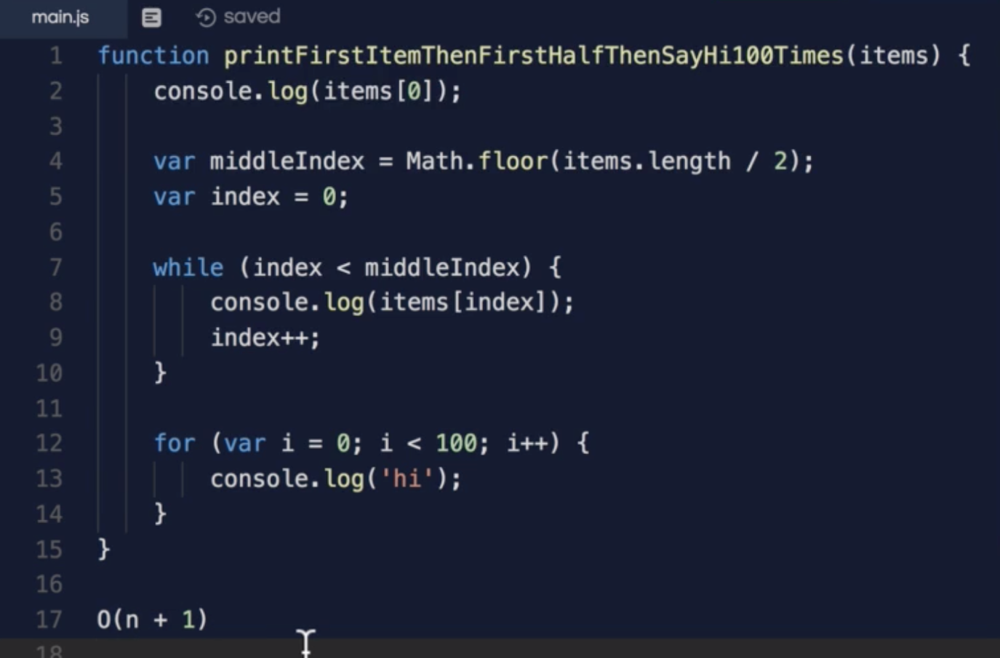 main.js saved
1 function printFirstItemThenFirstHalfThenSayHi100Times(items) {
2 console.log(items[0]);
3
4 var middleIndex = Math.floor(items.length / 2);
5 var index = 0;
6
7 while (index < middleIndex) {
8 console.log(items[index]);
9 index++;
10 }
11
12 for (var i = 0; i < 100; i++) {
13 console.log('hi');
14 }
15 }
16
17 O(n + 1)
18